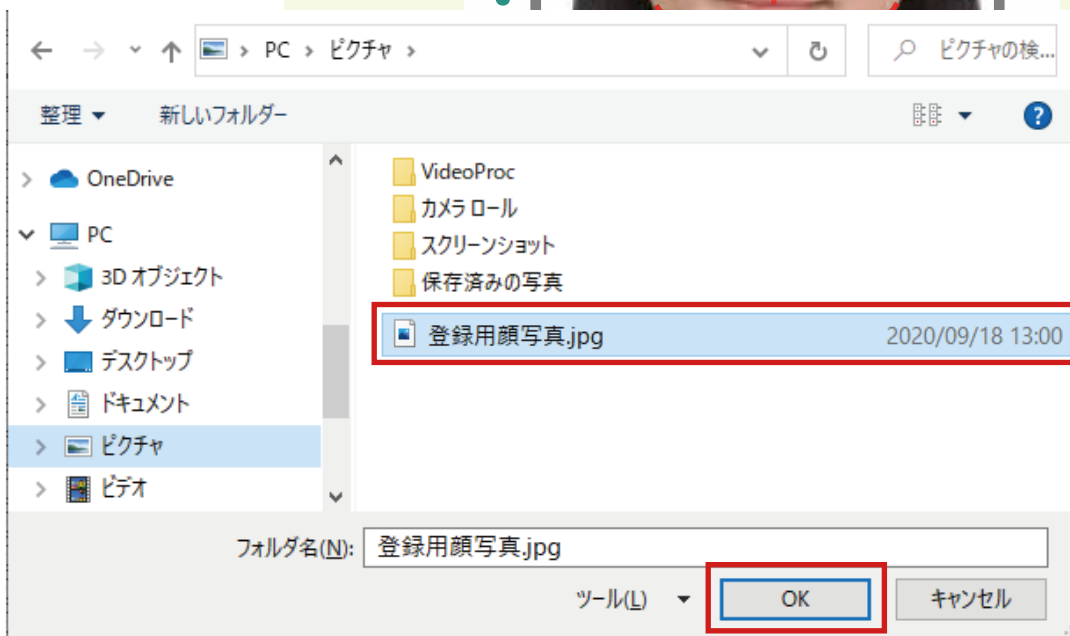 PC > ピクチャ >
ピクチャの検...
整理
新しいフォルダー
?
OneDrive
PC
3D オブジェクト
ダウンロード
デスクトップ
ドキュメント
ピクチャ
ビデオ
VideoProc
カメラ ロール
スクリーンショット
保存済みの写真
登録用顔写真.jpg 2020/09/18 13:00
フォルダ名(N): 登録用顔写真.jpg
ツール(L) OK キャンセル